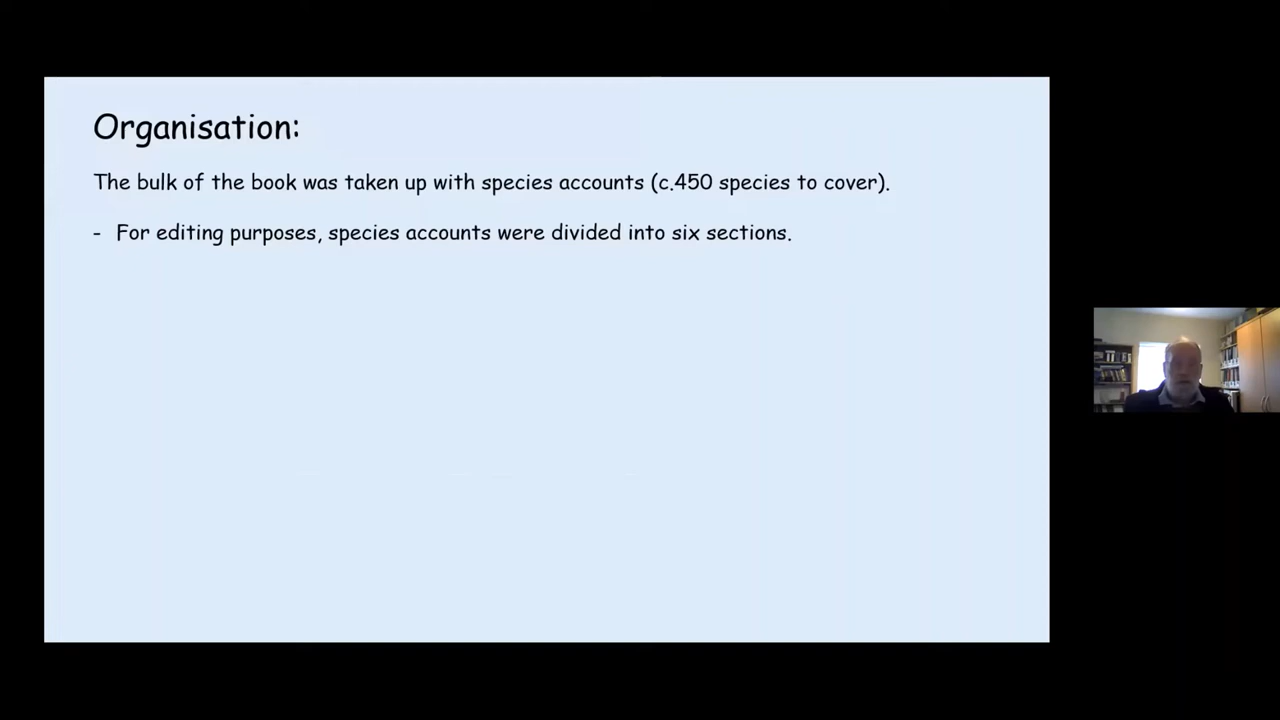 Organisation:
The bulk of the book was taken up with species accounts (c.450 species to cover).
- For editing purposes, species accounts were divided into six sections.